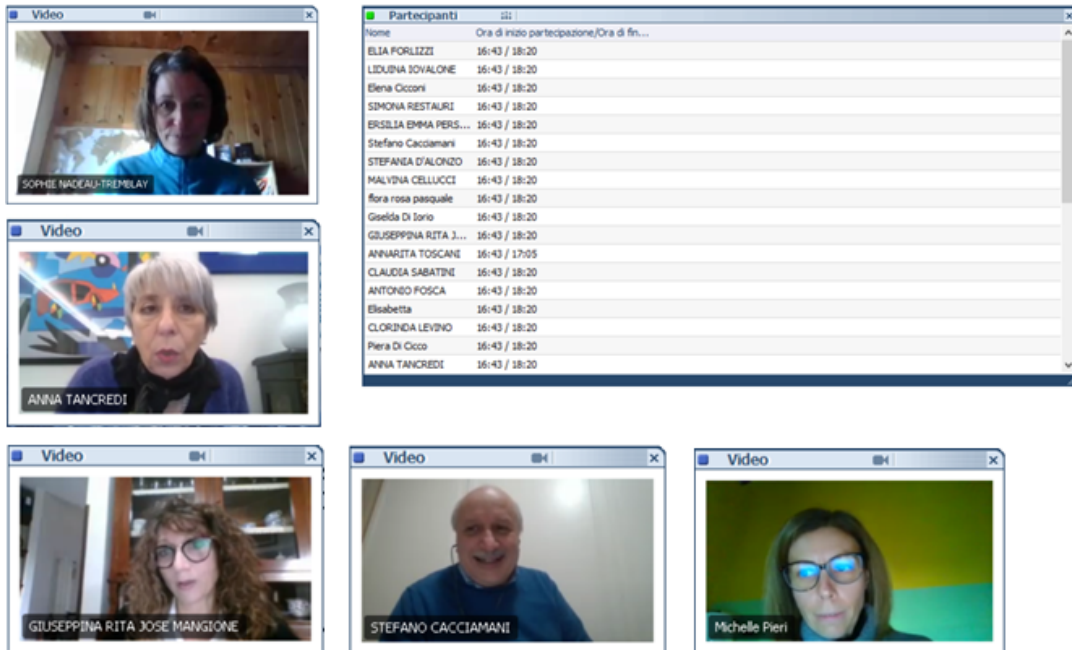 Video
SOPHIE NADEAU-TREMBLAY
Partecipanti
Nome Ora di inizio partecipazione/Ora di fin...
ELIA FORLIZZI 16:43 / 18:20
LIDUINA IOVALONE 16:43 / 18:20
Elena Cicconi 16:43 / 18:20
SIMONA RESTAURI 16:43 / 18:20
ERSILIA EMMA PERS... 16:43 / 18:20
Stefano Cacciamani 16:43 / 18:20
STEFANIA D'ALONZO 16:43 / 18:20
MALVINA CELLUCCI 16:43 / 18:20
flora rosa pasquale 16:43 / 18:20
Giselda Di Iorio 16:43 / 18:20
GIUSEPPINA RITA J... 16:43 / 18:20
ANNARITA TOSCANI 16:43 / 17:05
CLAUDIA SABATINI 16:43 / 18:20
ANTONIO FOSCA 16:43 / 18:20
Elisabetta 16:43 / 18:20
CLORINDA LEVINO 16:43 / 18:20
Piera Di Cicco 16:43 / 18:20
ANNA TANCREDI 16:43 / 18:20
Video
ANNA TANCREDI
Video
GIUSEPPINA RITA JOSE MANGIONE
Video
STEFANO CACCIAMANI
Video
Michelle Pieri